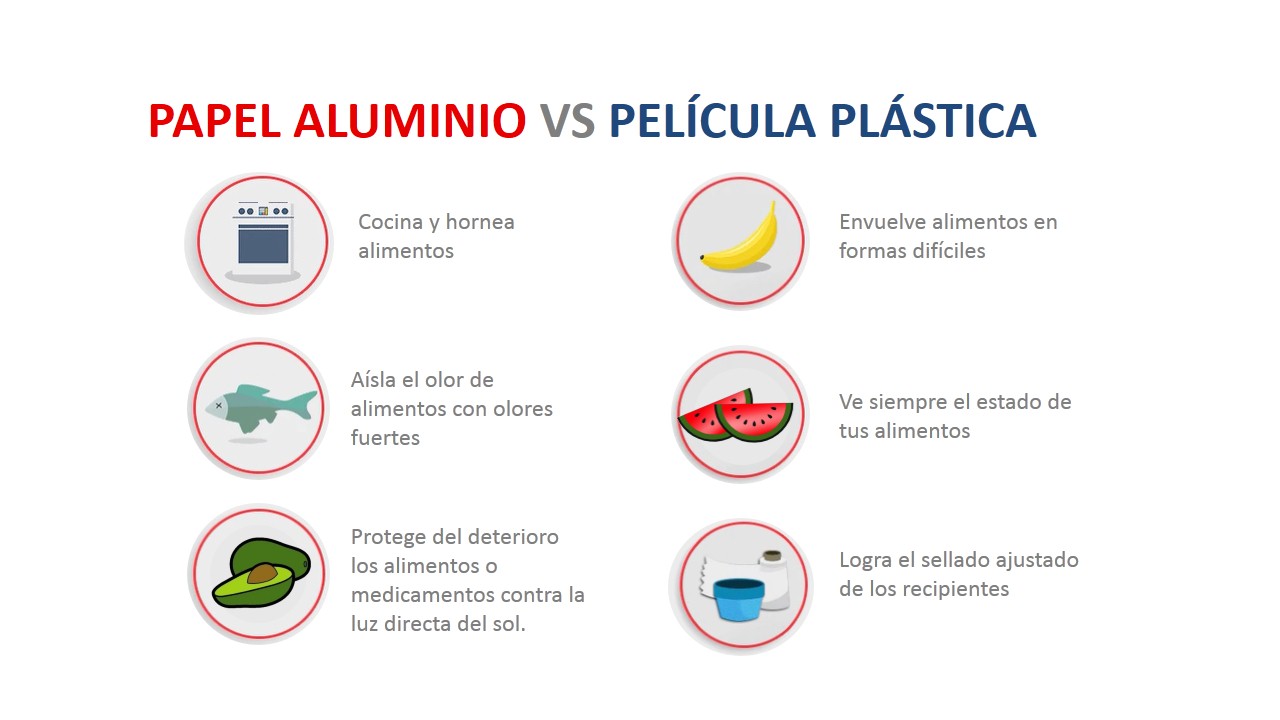 PAPEL ALUMINIO VS PELÍCULA PLÁSTICA
Cocina y hornea
alimentos
Aísla el olor de
alimentos con olores
fuertes
Protege del deterioro
los alimentos o
medicamentos contra la
luz directa del sol.
Envuelve alimentos en
formas difíciles
Ve siempre el estado de
tus alimentos
Logra el sellado ajustado
de los recipientes